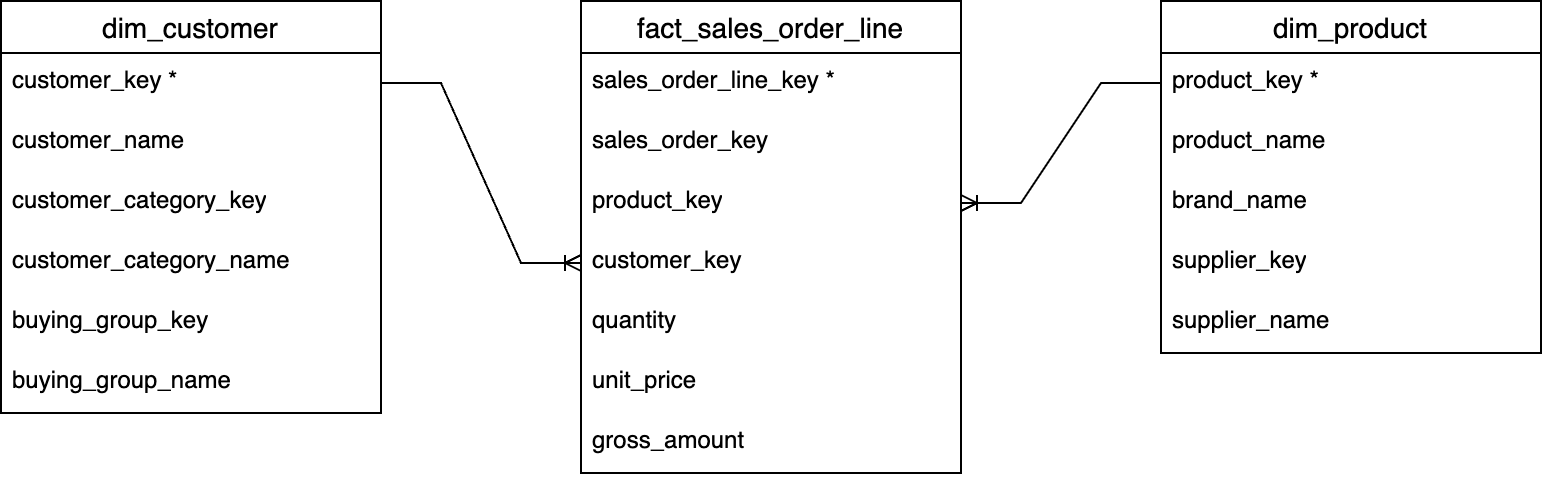 dim_customer
customer_key *
customer_name
customer_category_key
customer_category_name
buying_group_key
buying_group_name
fact_sales_order_line
sales_order_line_key *
sales_order_key
product_key
customer_key
quantity
unit_price
gross_amount
dim_product
product_key *
product_name
brand_name
supplier_key
supplier_name